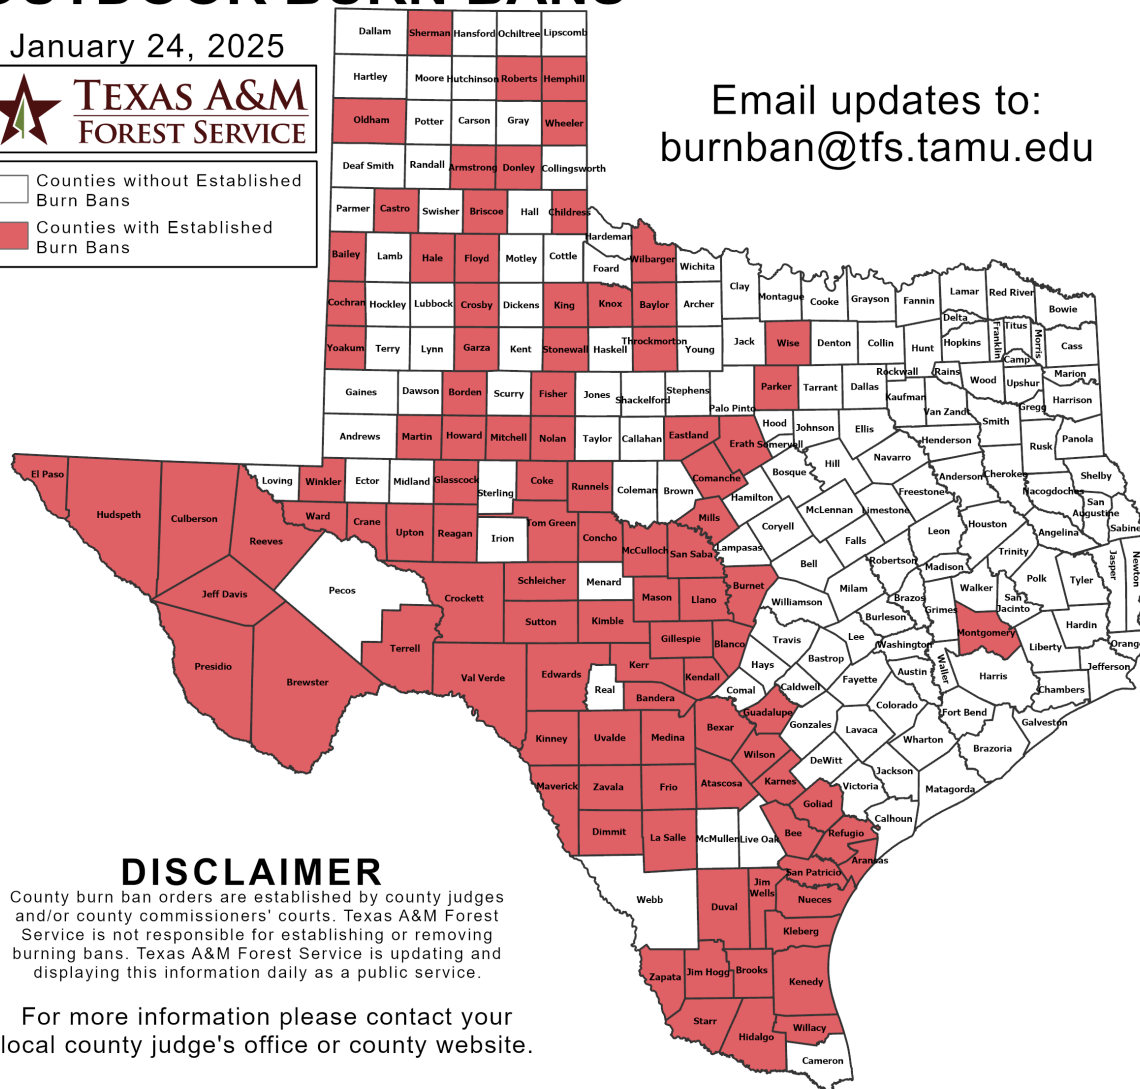 OUTDOOR BURN BANS
January 24, 2025
TEXAS A&M
FOREST SERVICE
Counties without Established
Burn Bans
Counties with Established
Burn Bans
Email updates to:
burnban@tfs.tamu.edu
Dallam Sherman Hansford Ochiltree Lipscomb
Hartley Moore Hutchinson Roberts Hemphill
Oldham Potter Carson Gray Wheeler
Deaf Smith Randall Armstrong Donley Collingsworth
Parmer Castro Swisher Briscoe Hall Childress
Hardeman
Bailey Lamb Hale Floyd Motley Cottle Foard Wilbarger Wichita
Clay Montague Cooke Grayson Fannin Lamar Red River Bowie
Cochran Hockley Lubbock Crosby Dickens King Knox Baylor Archer
Delta Titus Franklin Morris
Yoakum Terry Lynn Garza Kent Stonewall Haskell Throckmorton Young Jack Wise Denton Collin Hunt Hopkins Camp Cass
Rockwall Rains Wood Upshur Marion
Gaines Dawson Borden Scurry Fisher Jones Shackelford Stephens Palo Pinto Parker Tarrant Dallas Kaufman Van Zandt Smith Gregg Harrison
Andrews Martin Howard Mitchell Nolan Taylor Callahan Eastland Erath Hood Somervell Johnson Ellis Henderson Rusk Panola
El Paso Hudspeth Culberson Loving Winkler Ector Midland Glasscock Sterling Coke Runnels Coleman Brown Comanche Hamilton Bosque Hill Navarro Anderson Cherokee Shelby
Freestone Nacogdoches San
Augustine Sabine
Reeves Ward Crane Upton Reagan Irion Tom Green Concho McCulloch San Saba Mills Lampasas Coryell McLennan Limestone Falls Leon Houston Angelina
Jeff Davis Pecos Crockett Schleicher Menard Mason Llano Burnet Bell Milam Robertson Madison Trinity Polk Tyler Jasper Newton
Walker San
Jacinto
Presidio Brewster Terrell Sutton Kimble Gillespie Blanco Williamson Burleson Brazos Grimes Montgomery Liberty Hardin Orange
Val Verde Edwards Kerr Kendall Travis Hays Bastrop Lee Washington Waller Jefferson
Real Bandera Comal Caldwell Fayette Austin Harris Chambers
Kinney Uvalde Medina Bexar Guadalupe Gonzales Lavaca Colorado Fort Bend Galveston
Maverick Zavala Frio Atascosa Wilson Karnes DeWitt Wharton Brazoria
Dimmit La Salle McMullen Live Oak Bee Goliad Victoria Jackson Matagorda
Refugio Calhoun
Aransas
San Patricio
Webb Duval Jim
Wells Nueces
Kleberg
Zapata Jim Hogg Brooks Kenedy
Starr Hidalgo Willacy
Cameron
DISCLAIMER
County burn ban orders are established by county judges
and/or county commissioners' courts. Texas A&M Forest
Service is not responsible for establishing or removing
burning bans. Texas A&M Forest Service is updating and
displaying this information daily as a public service.
For more information please contact your
local county judge's office or county website.